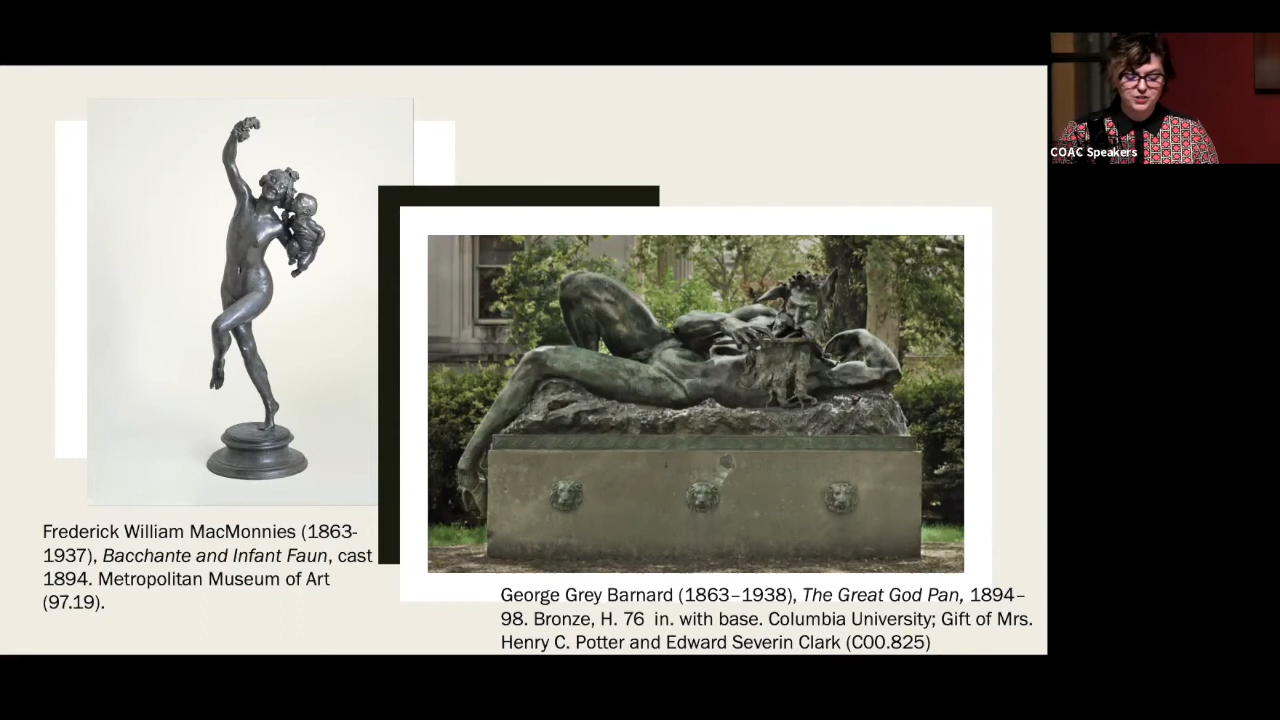 COAC Speakers
Frederick William MacMonnies (1863-
1937), Bacchante and Infant Faun, cast
1894. Metropolitan Museum of Art
(97.19).
George Grey Barnard (1863–1938), The Great God Pan, 1894–
98. Bronze, H. 76  in. with base. Columbia University; Gift of Mrs.
Henry C. Potter and Edward Severin Clark (C00.825)